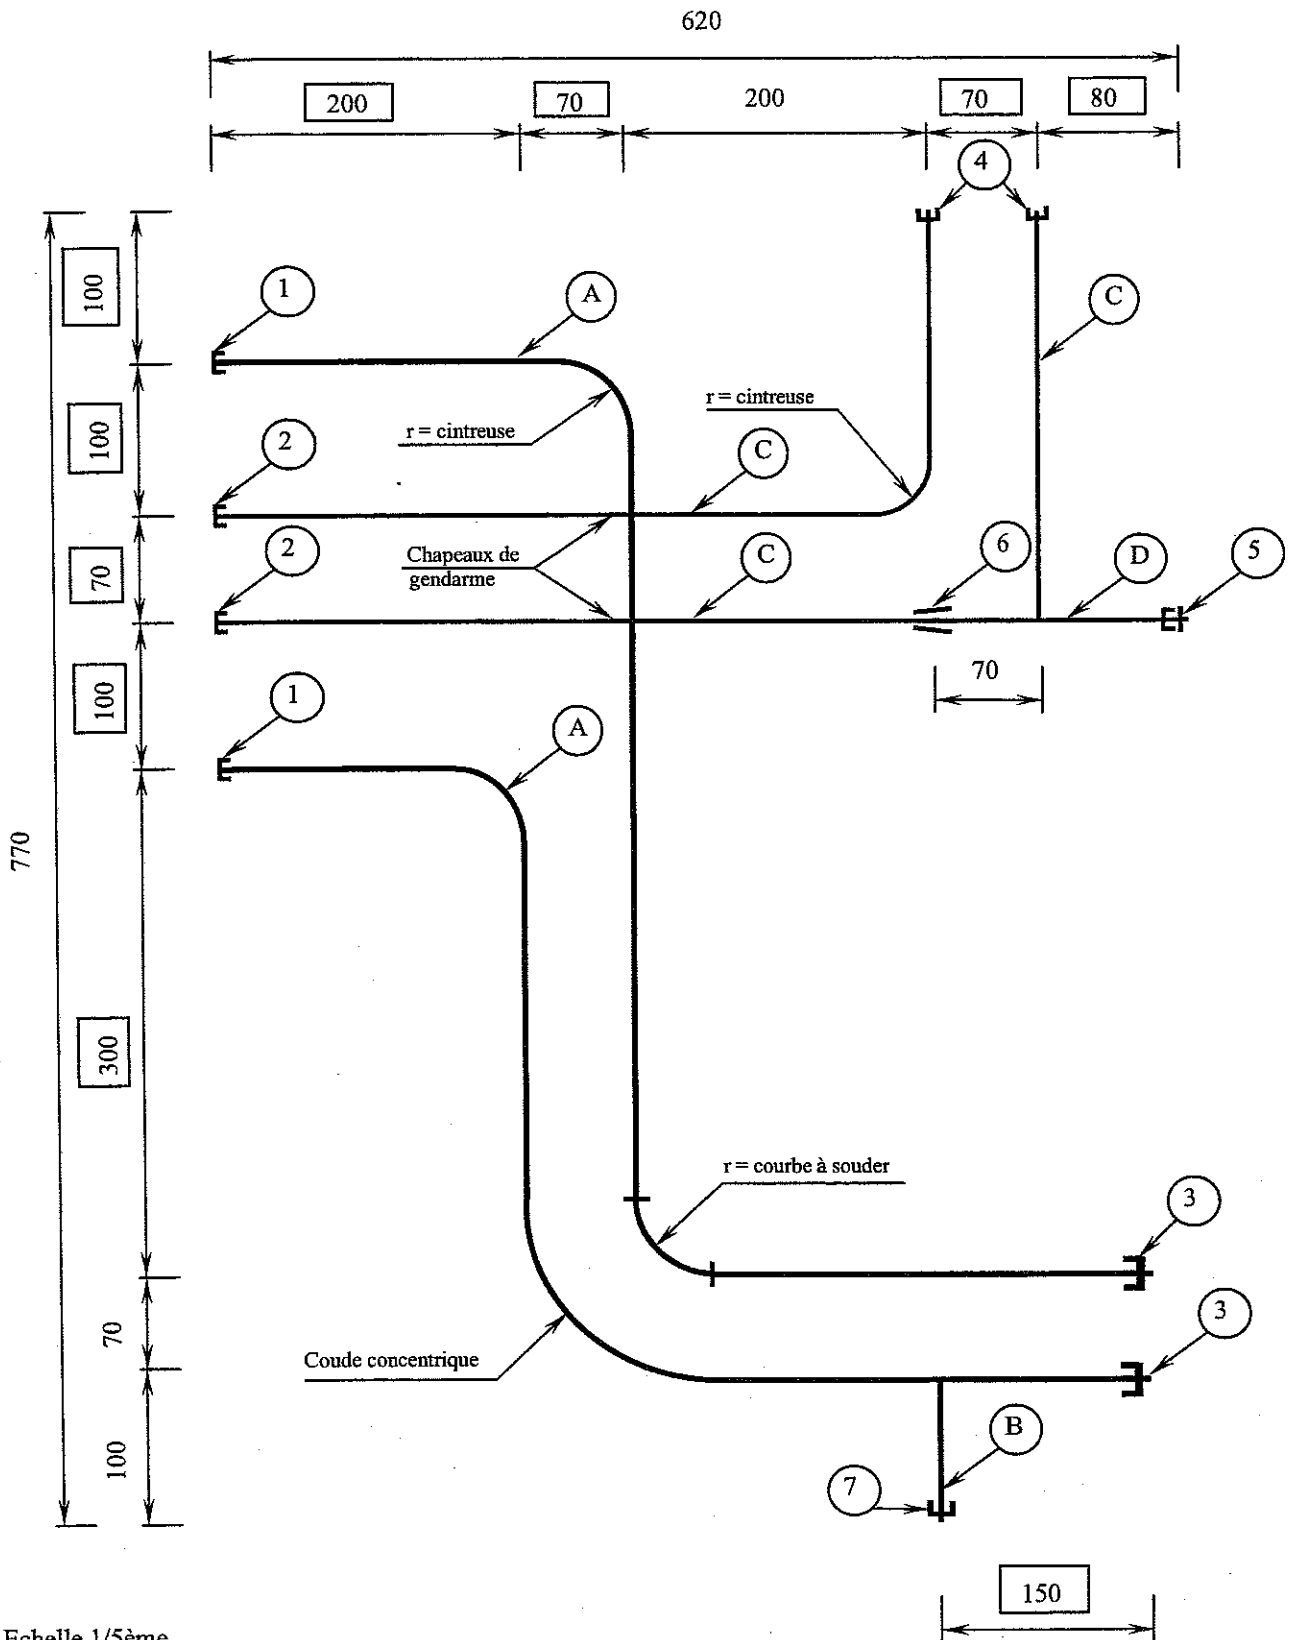 620
200
70
200
70
80
4
100
1
A
C
r = cintreuse
r = cintreuse
100
2
C
2
Chapeaux de
gendarme
C
6
D
5
70
70
1
100
A
770
300
r = courbe à souder
3
3
70
Coude concentrique
B
100
7
150
Echelle 1/5ème